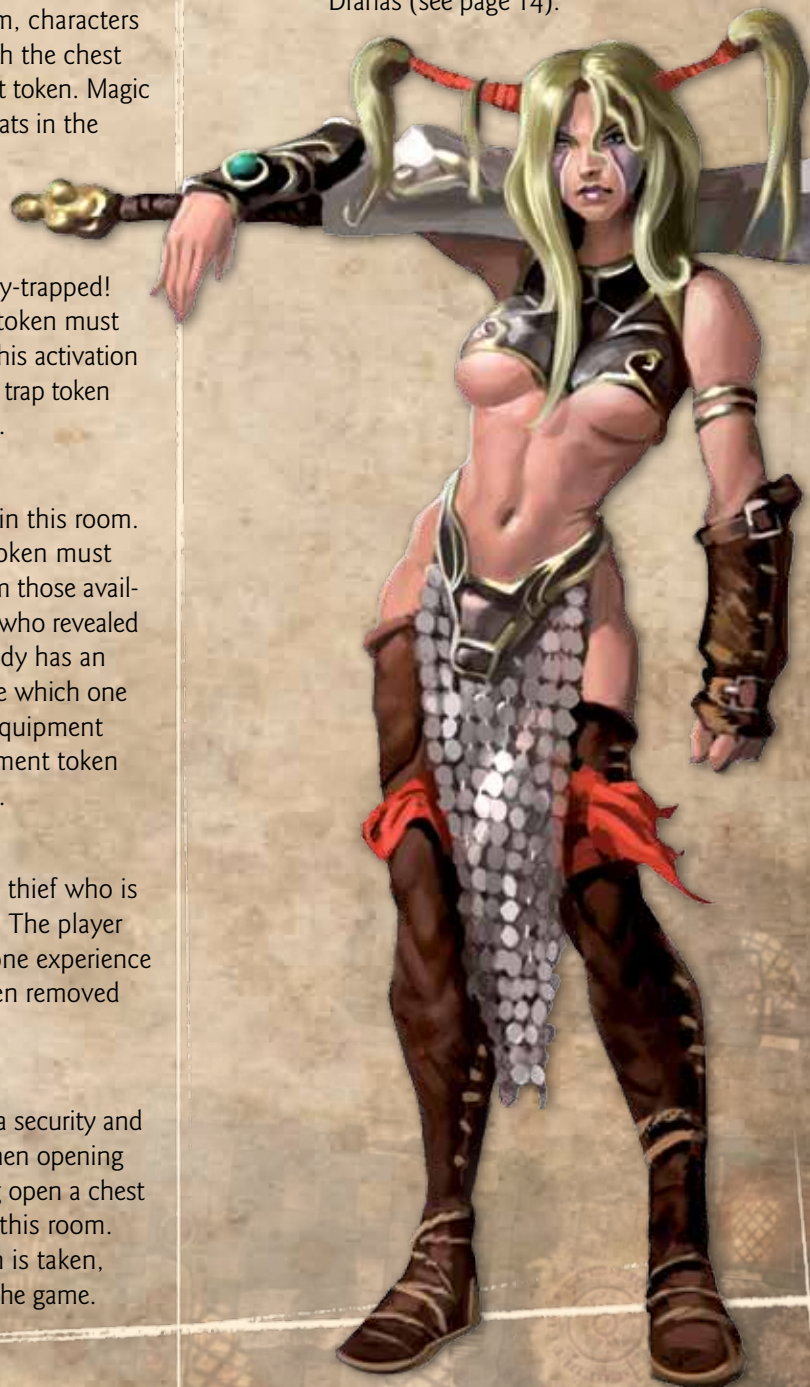 m, characters
h the chest
t token. Magic
ats in the
y-trapped!
token must
his activation
trap token
.
in this room.
oken must
m those avail-
who revealed
dy has an
e which one
quipment
ment token
.
thief who is
The player
one experience
en removed
a security and
hen opening
g open a chest
this room.
n is taken,
he game.
Dranas (see page 14).